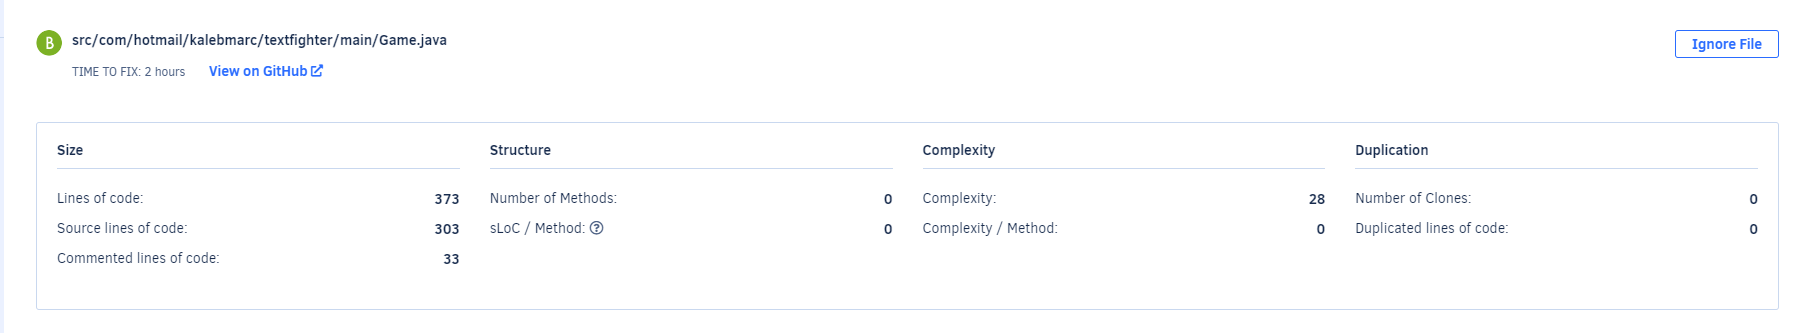 B
src/com/hotmail/kalebmarc/textfighter/main/Game.java
Ignore File
TIME TO FIX: 2 hours View on GitHub
Size
Lines of code: 373
Source lines of code: 303
Commented lines of code: 33
Structure
Number of Methods: 0
sLoC / Method: ? 0
Complexity
Complexity: 28
Complexity / Method: 0
Duplication
Number of Clones: 0
Duplicated lines of code: 0